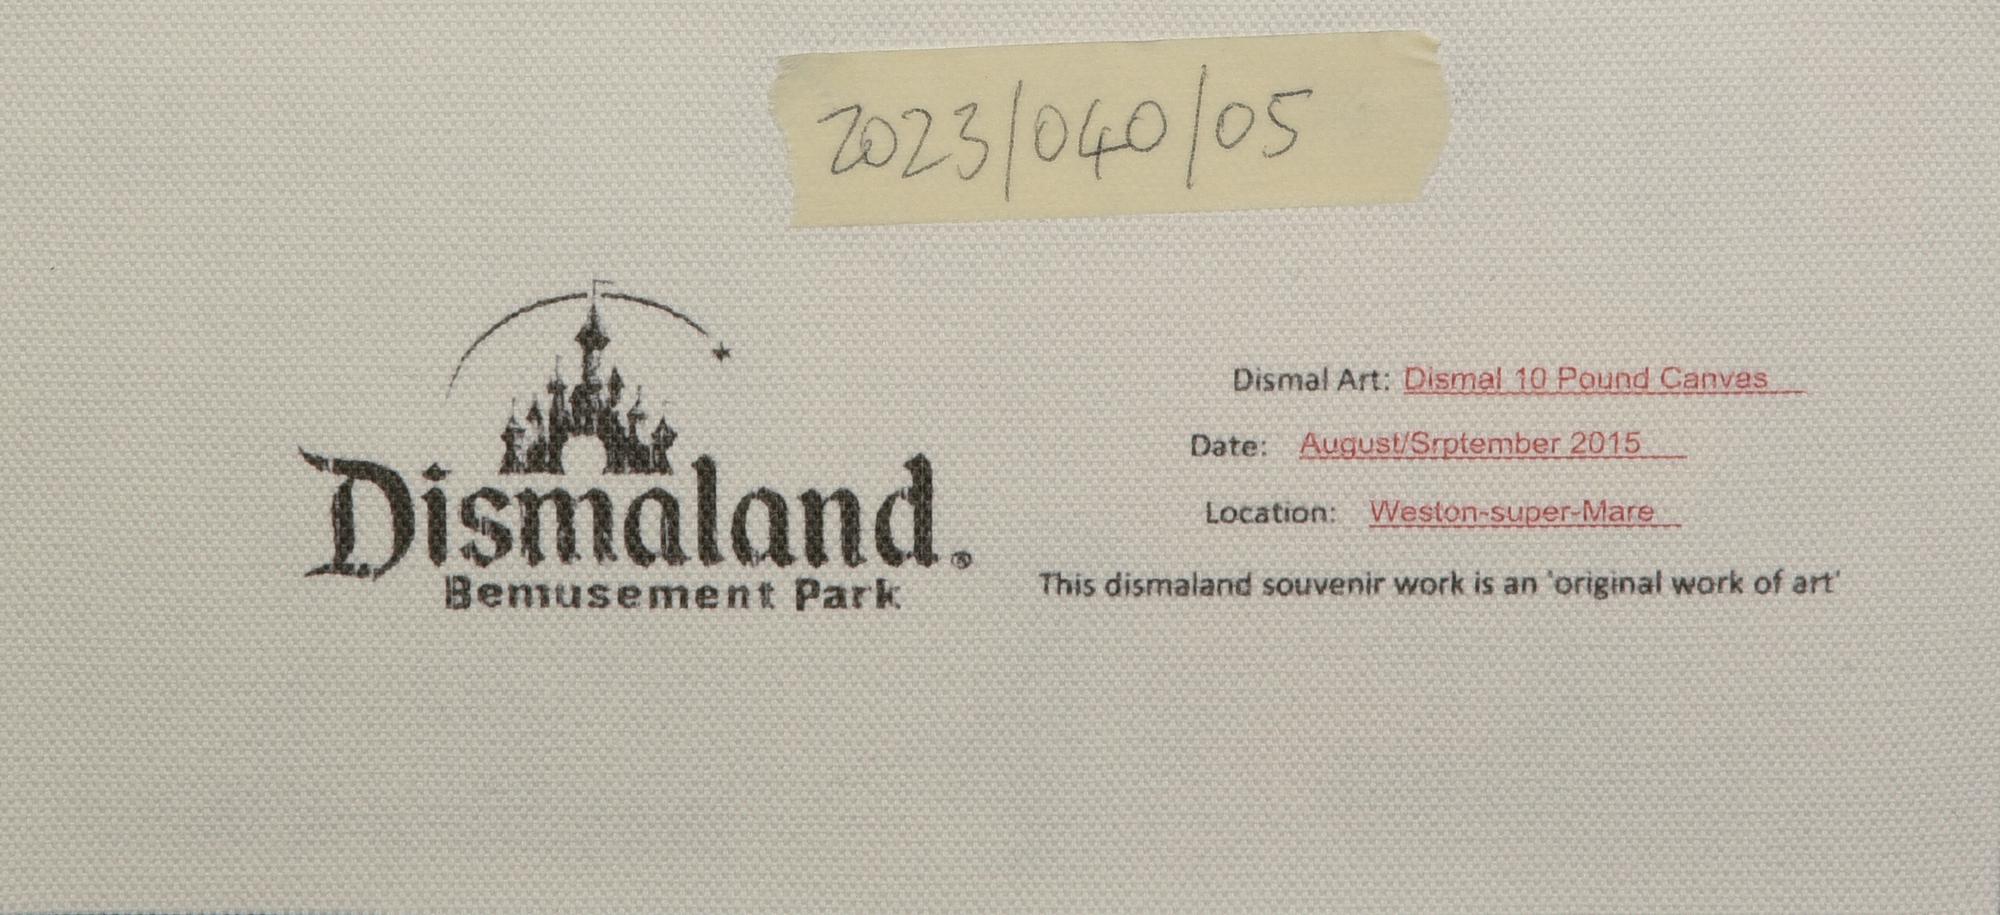 2023/040/05
Dismaland®
Bemusement Park
Dismal Art: Dismal 10 Pound Canves
Date: August/Srptember 2015
Location: Weston-super-Mare
This dismaland souvenir work is an 'original work of art'